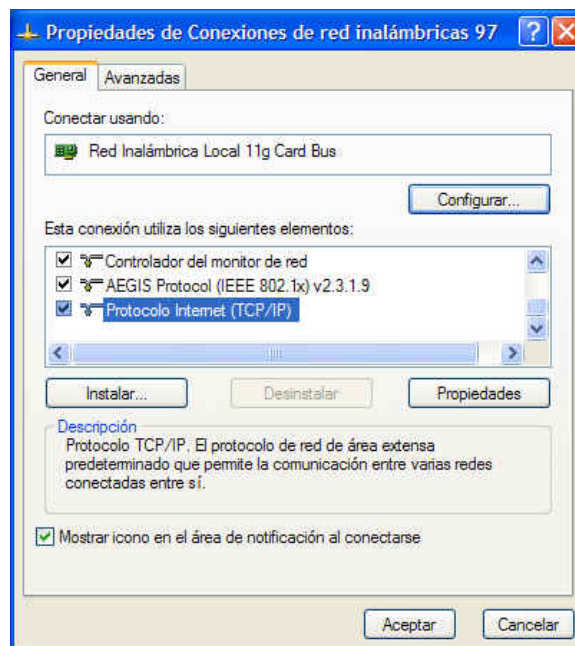 Propiedades de Conexiones de red inalámbricas 97
General
Avanzadas
Conectar usando:
Red Inalámbrica Local 11g Card Bus
Configurar...
Esta conexión utiliza los siguientes elementos:
Controlador del monitor de red
AEGIS Protocol (IEEE 802.1x) v2.3.1.9
Protocolo Internet (TCP/IP)
Instalar...
Desinstalar
Propiedades
Descripción
Protocolo TCP/IP. El protocolo de red de área extensa
predeterminado que permite la comunicación entre varias redes
conectadas entre sí.
Mostrar icono en el área de notificación al conectarse
Aceptar
Cancelar